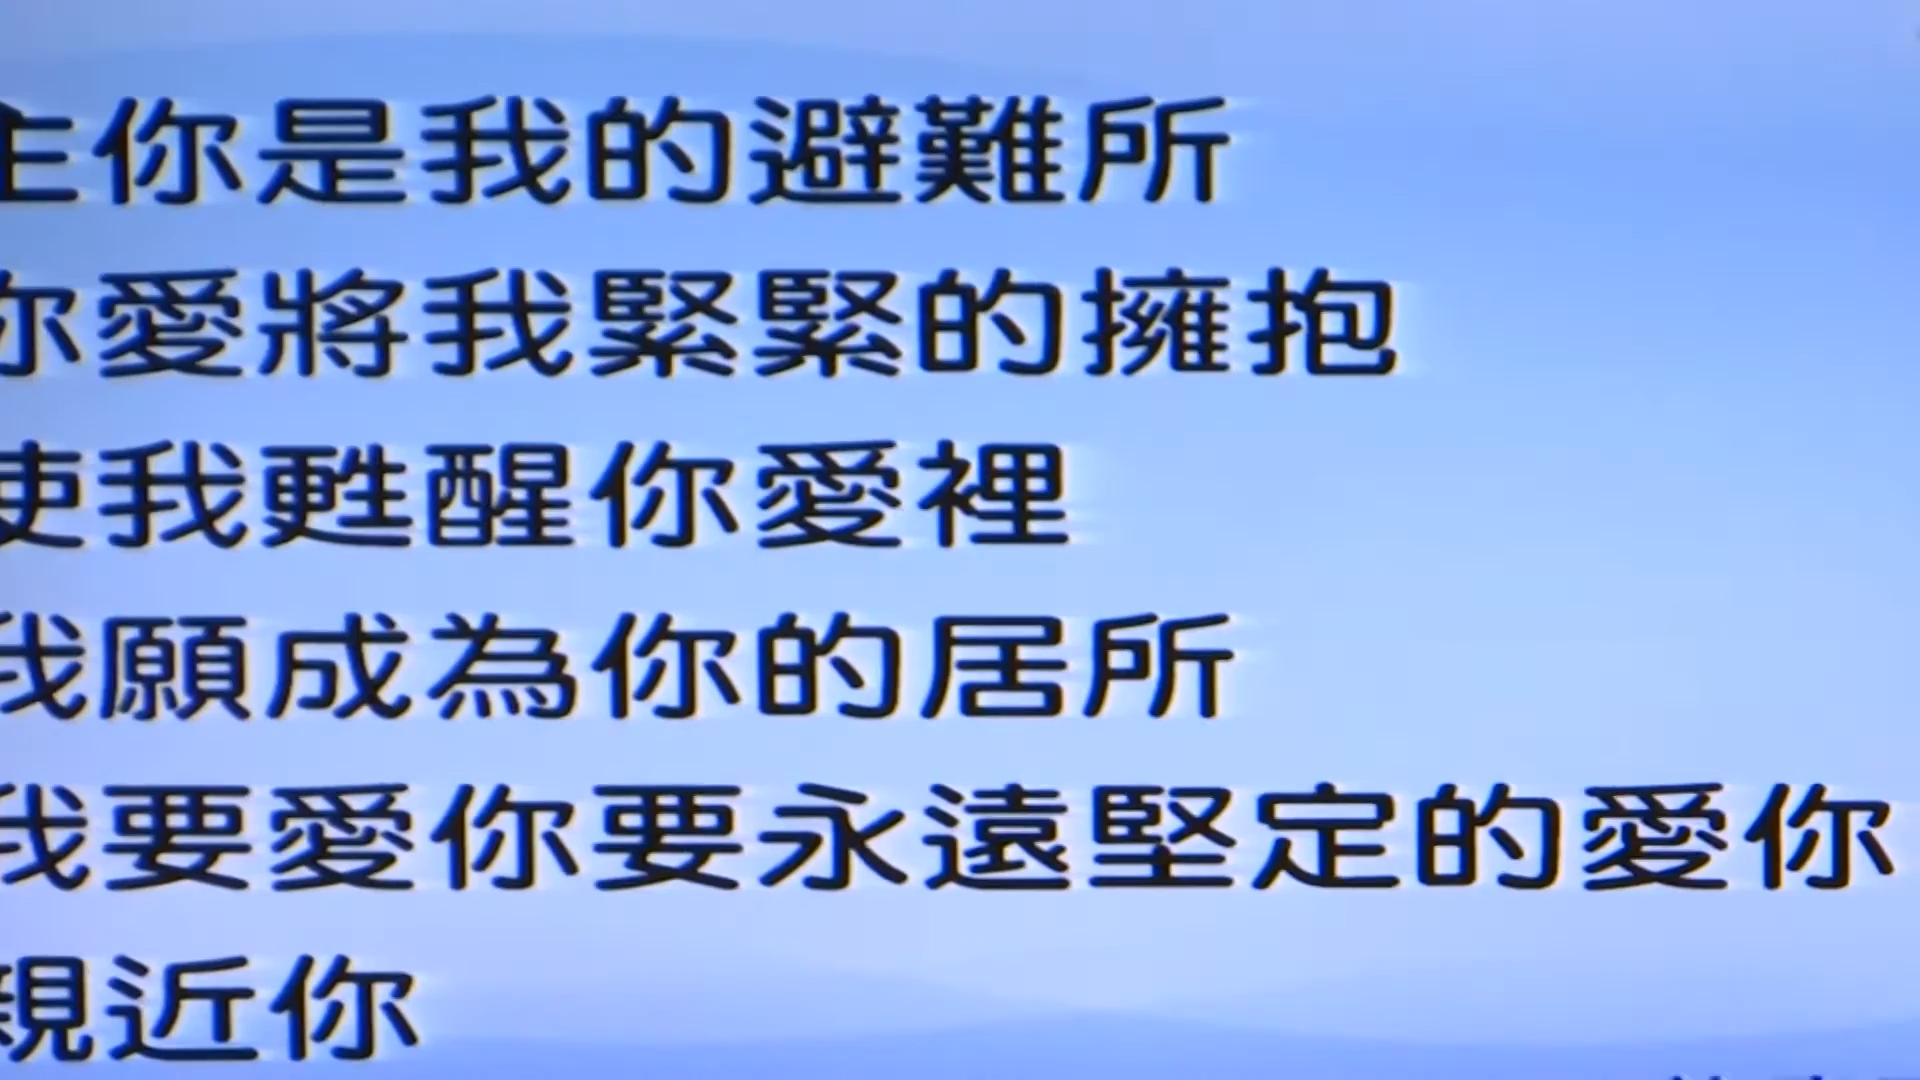 主你是我的避難所
你愛將我緊緊的擁抱
使我甦醒你愛裡
我願成為你的居所
我要愛你要永遠堅定的愛你
親近你